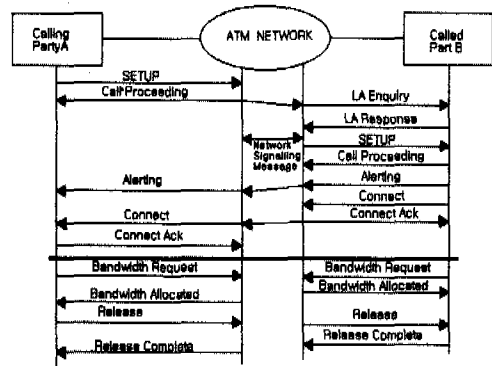 Calling
PartyA
ATM NETWORK
Called
Part B
SETUP
Call Proceeding
LA Enquiry
LA Response
Network
Signalling
Message
SETUP
Call Proceeding
Alerting
Alerting
Connect
Connect
Connect Ack
Connect Ack
Bandwidth Request
Bandwidth Request
Bandwidth Allocated
Bandwidth Allocated
Release
Release
Release Complete
Release Complete